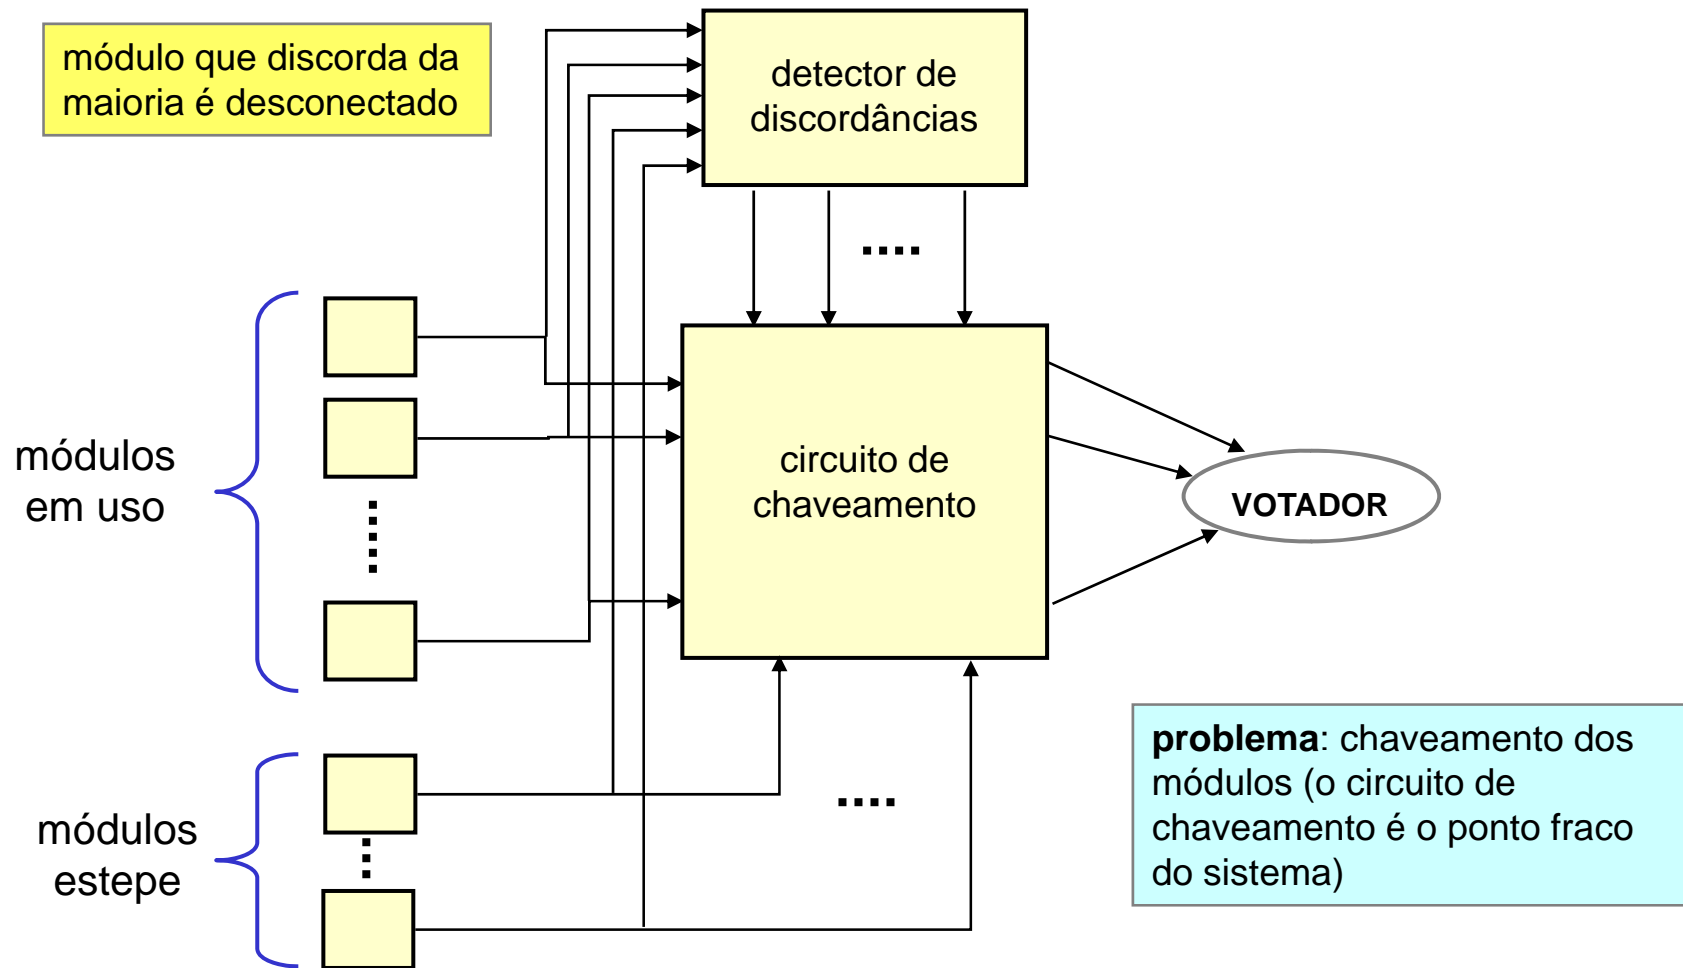 módulo que discorda da
maioria é desconectado
detector de
discordâncias
....
módulos
em uso
circuito de
chaveamento
VOTADOR
módulos
estepe
....
problema: chaveamento dos
módulos (o circuito de
chaveamento é o ponto fraco
do sistema)